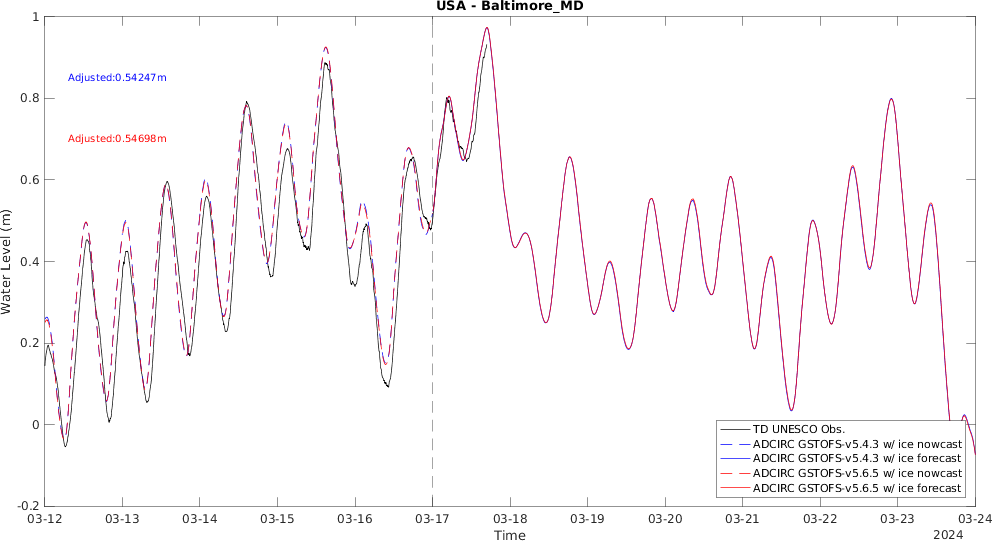 USA - Baltimore_MD
Adjusted:0.54247m
Adjusted:0.54698m
Water Level (m)
1
0.8
0.6
0.4
0.2
0
-0.2
TD UNESCO Obs.
ADCIRC GSTOFS-v5.4.3 w/ ice nowcast
ADCIRC GSTOFS-v5.4.3 w/ ice forecast
ADCIRC GSTOFS-v5.6.5 w/ ice nowcast
ADCIRC GSTOFS-v5.6.5 w/ ice forecast
03-12 03-13 03-14 03-15 03-16 03-17 03-18 03-19 03-20 03-21 03-22 03-23 03-24
Time
2024